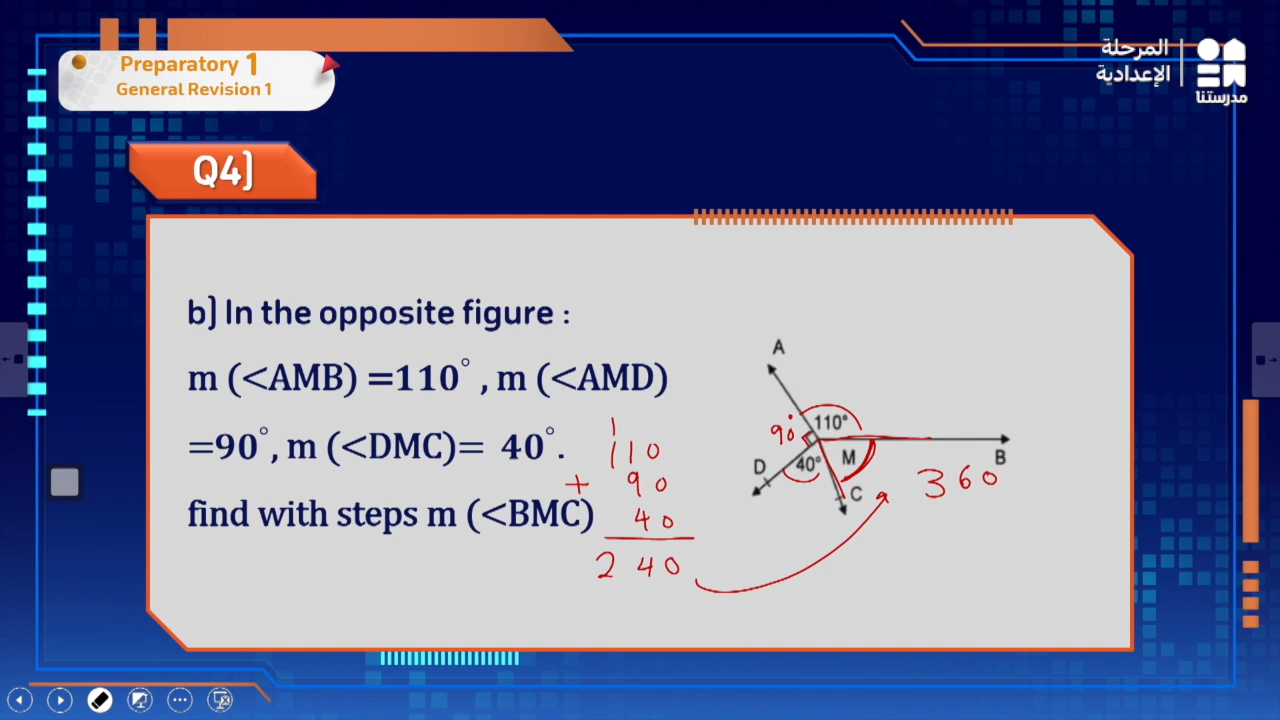 Preparatory 1
General Revision 1
المرحلة
الإعدادية
مدرستنا
Q4]
b] In the opposite figure :
m (<AMB) =110° , m (<AMD)
=90°, m (<DMC)= 40°.
find with steps m (<BMC)
1
110
+ 90
40
240
A
90°
110°
D
40°
M
B
C
360